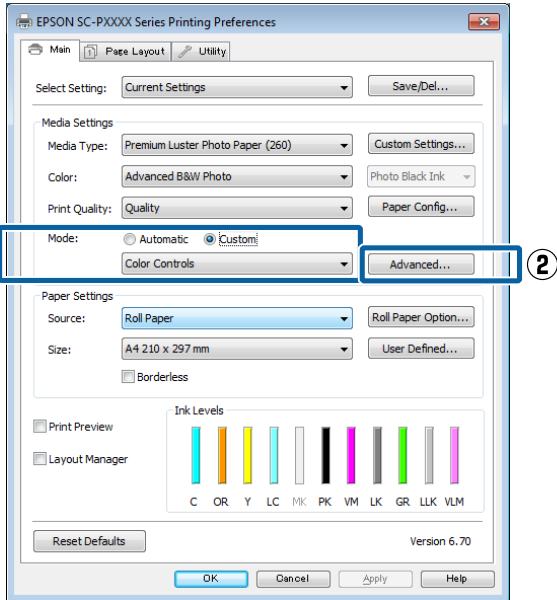 EPSON SC-PXXXX Series Printing Preferences
Main Page Layout Utility
Select Setting: Current Settings Save/Del...
Media Settings
Media Type: Premium Luster Photo Paper (260) Custom Settings...
Color: Advanced B&W Photo Photo Black Ink
Print Quality: Quality Paper Config...
Mode: Automatic Custom
Color Controls Advanced... 2
Paper Settings
Source: Roll Paper Roll Paper Option...
Size: A4 210 x 297 mm User Defined...
Borderless
Ink Levels
Print Preview
Layout Manager
C OR Y LC MK PK VM LK GR LLK VLM
Reset Defaults Version 6.70
OK Cancel Apply Help